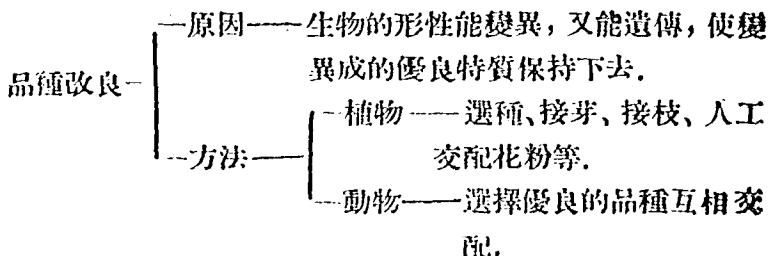 原因——生物的形性能變異，又能遺傳，使變
異成的優良特質保持下去．
品種改良
植物——選種、接芽、接枝、人工
交配花粉等．
方法
動物——選擇優良的品種互相交
配．